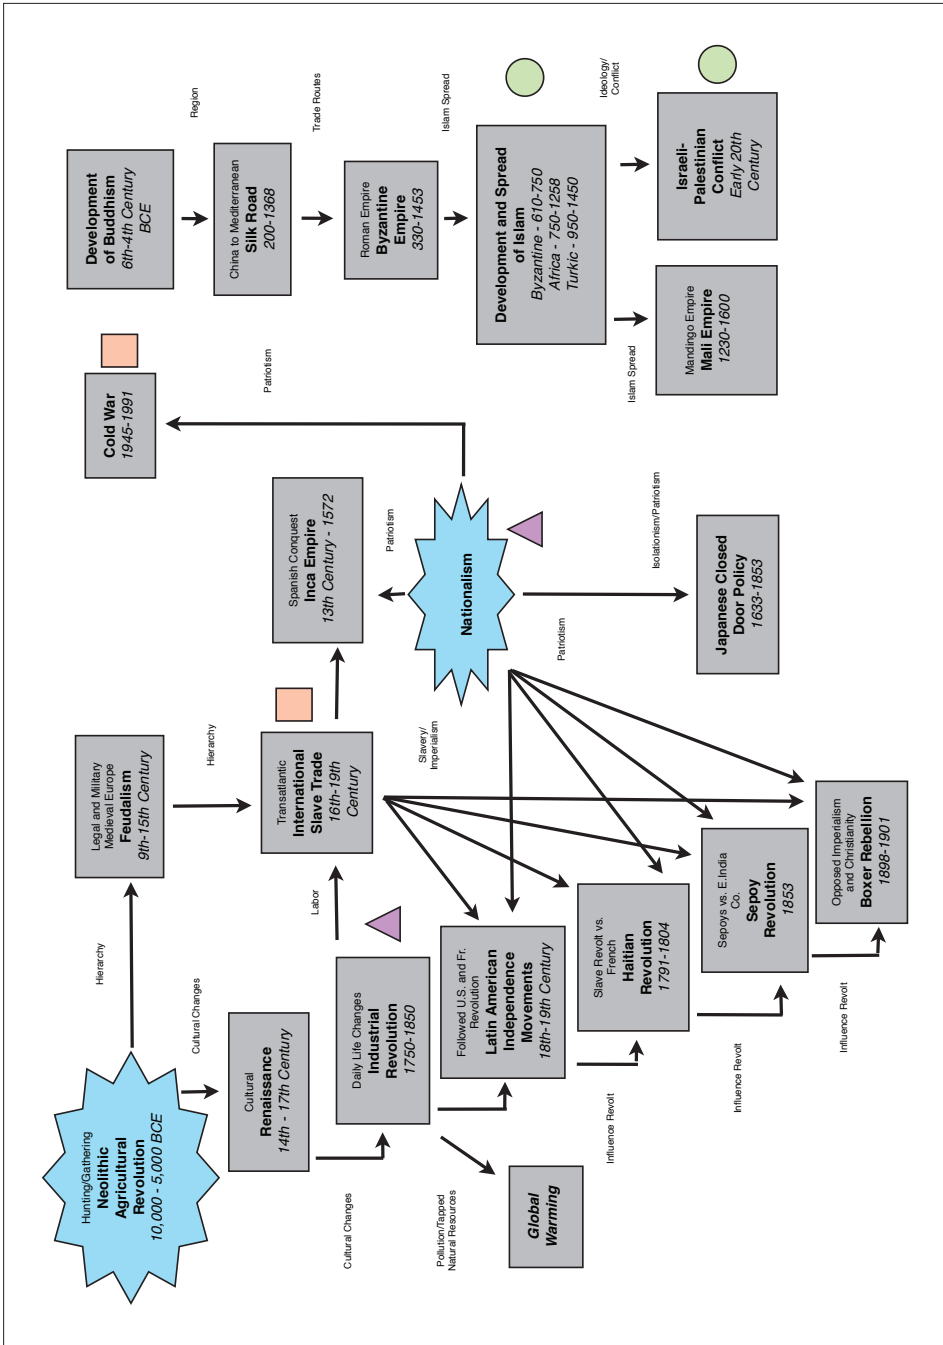 Hunting/Gathering
Neolithic
Agricultural
Revolution
10,000 - 5,000 BCE
Hierarchy
Legal and Military
Medieval Europe
Feudalism
9th-15th Century
Hierarchy
Cultural Changes
Cultural
Renaissance
14th - 17th Century
Cultural Changes
Daily Life Changes
Industrial
Revolution
1750-1850
Labor
Transatlantic
International
Slave Trade
16th-19th
Century
Slavery/
Imperialism
Spanish Conquest
Inca Empire
13th Century - 1572
Patriotism
Cold War
1945-1991
Patriotism
Nationalism
Patriotism
Isolationism/Patriotism
Japanese Closed
Door Policy
1633-1853
Pollution/Tapped
Natural Resources
Global
Warming
Followed U.S. and Fr.
Revolution
Latin American
Independence
Movements
18th-19th Century
Influence Revolt
Slave Revolt vs.
French
Haitian
Revolution
1791-1804
Influence Revolt
Sepoys vs. E.India
Co.
Sepoy
Revolution
1853
Influence Revolt
Opposed Imperialism
and Christianity
Boxer Rebellion
1898-1901
Development
of Buddhism
6th-4th Century
BCE
Region
China to Mediterranean
Silk Road
200-1368
Trade Routes
Roman Empire
Byzantine
Empire
330-1453
Islam Spread
Development and Spread
of Islam
Byzantine - 610-750
Africa - 750-1258
Turkic - 950-1450
Ideology/
Conflict
Israeli-
Palestinian
Conflict
Early 20th
Century
Islam Spread
Mandingo Empire
Mali Empire
1230-1600